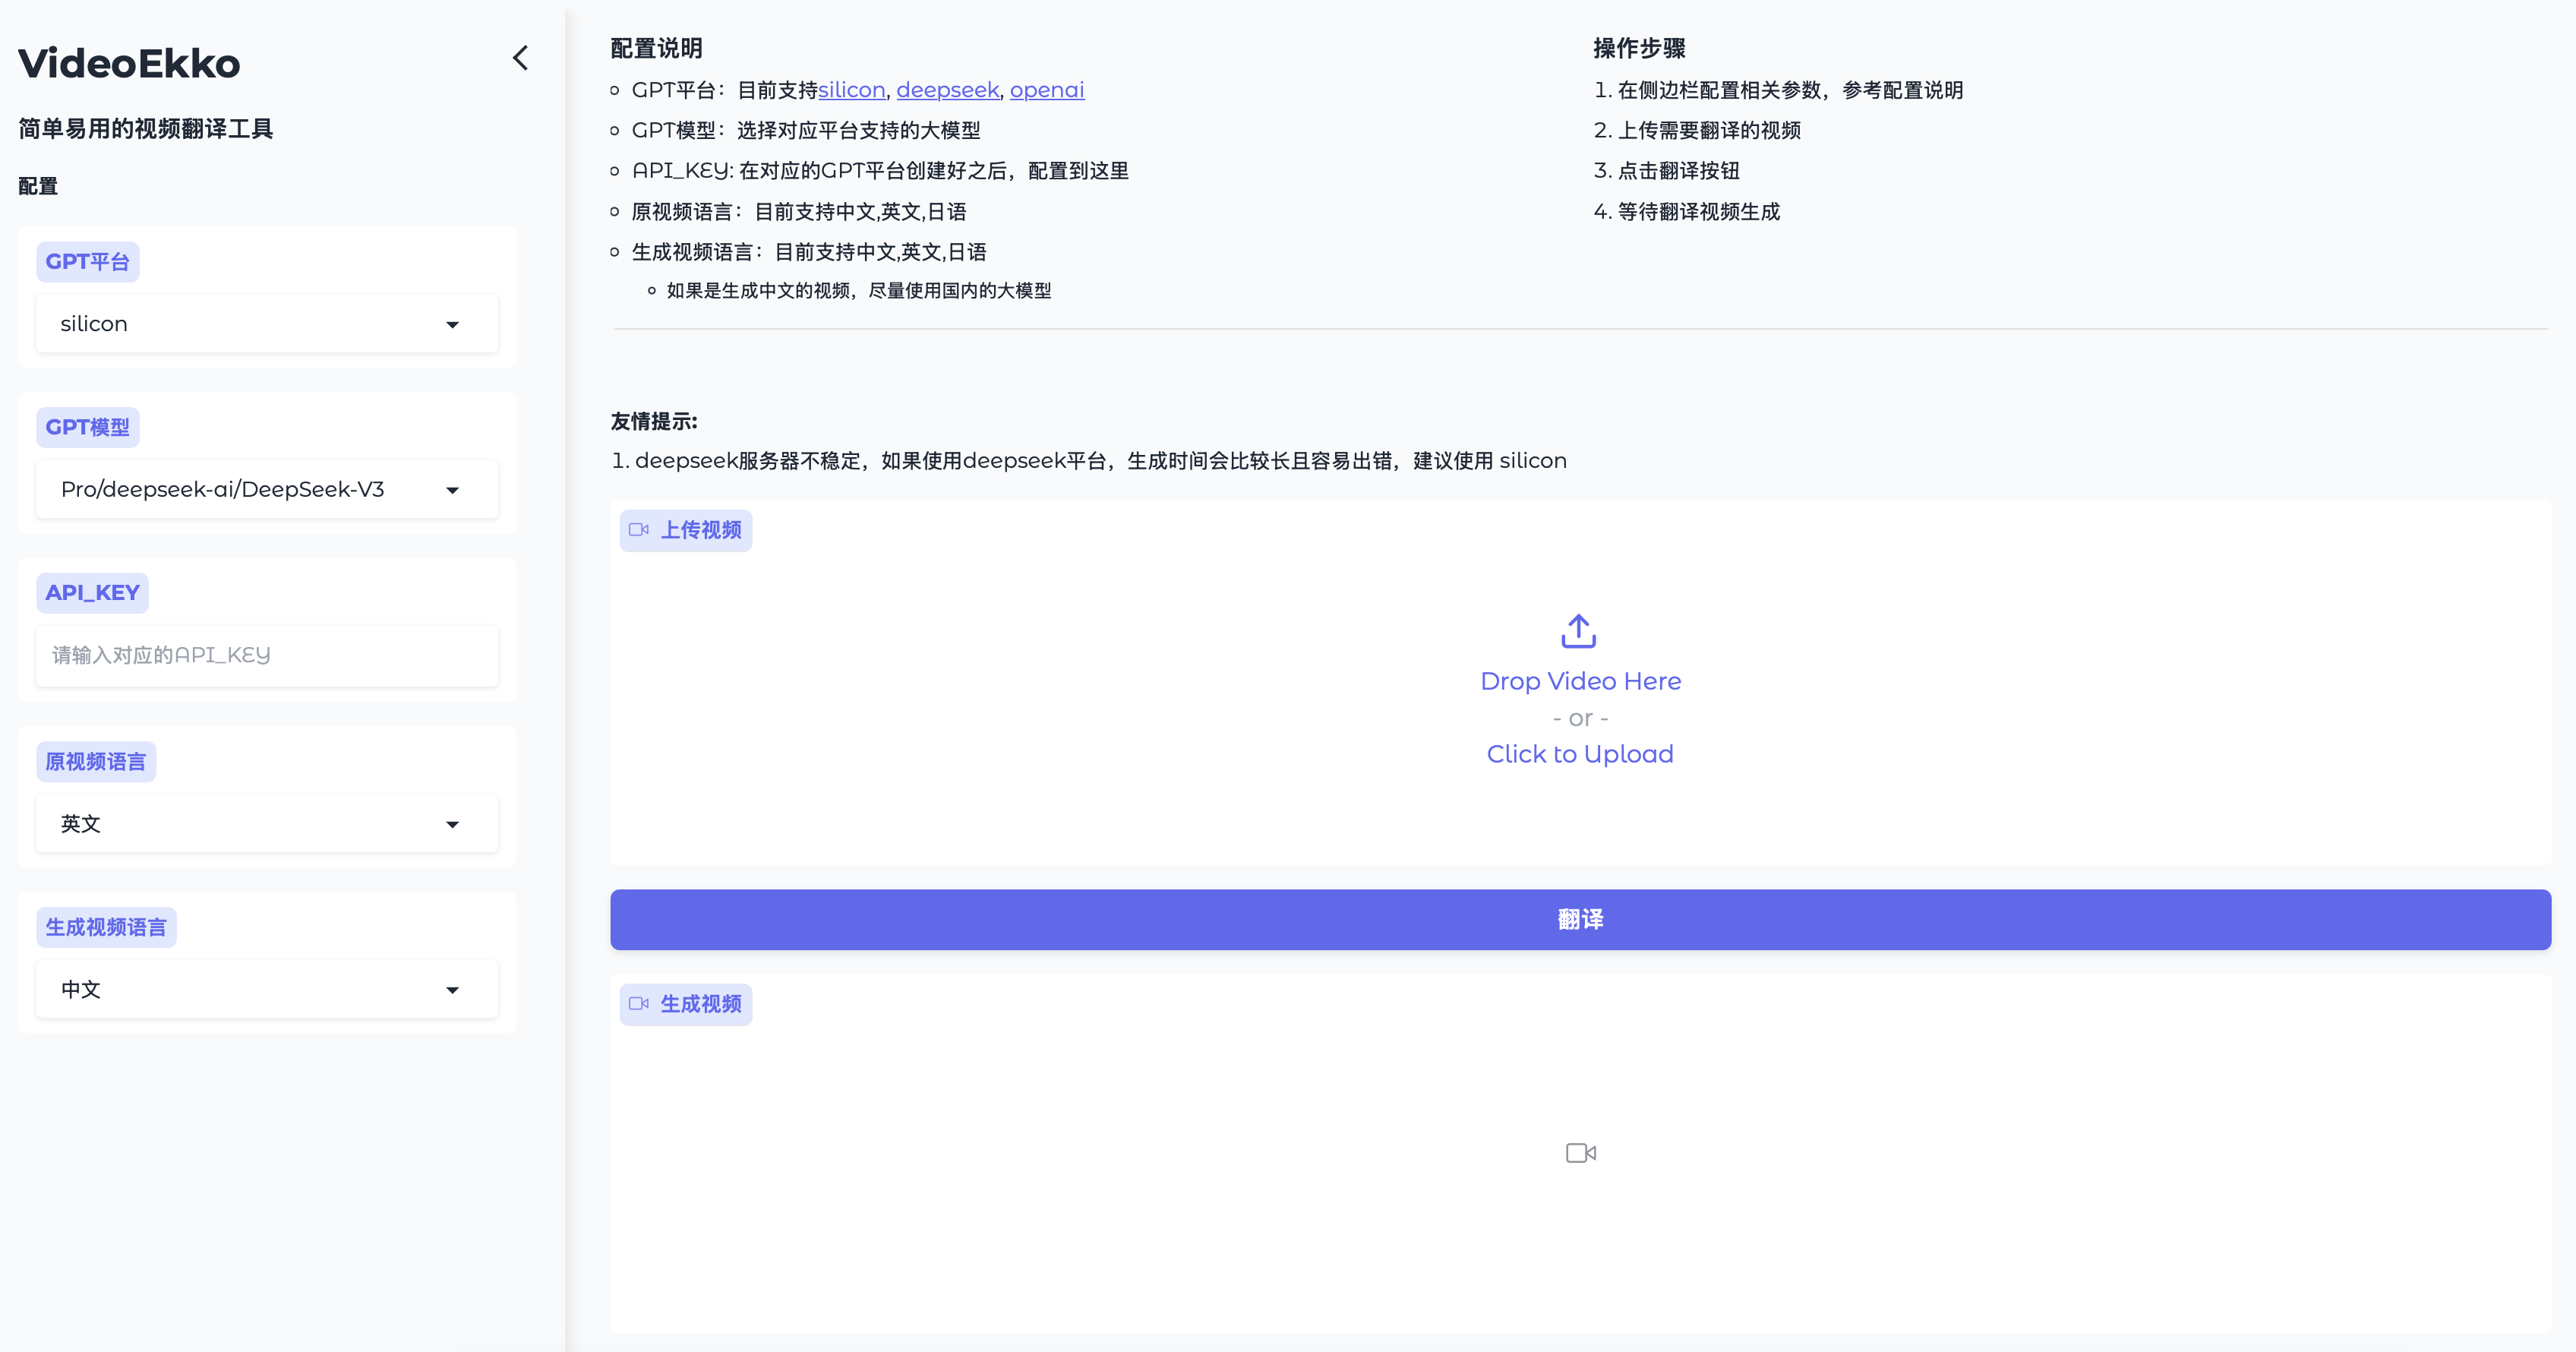 VideoEkko
简单易用的视频翻译工具
配置
GPT平台
silicon
GPT模型
Pro/deepseek-ai/DeepSeek-V3
API_KEY
请输入对应的API_KEY
原视频语言
英文
生成视频语言
中文
配置说明
GPT平台：目前支持silicon, deepseek, openai
GPT模型：选择对应平台支持的大模型
API_KEY: 在对应的GPT平台创建好之后，配置到这里
原视频语言：目前支持中文,英文,日语
生成视频语言：目前支持中文,英文,日语
如果是生成中文的视频，尽量使用国内的大模型
操作步骤
1. 在侧边栏配置相关参数，参考配置说明
2. 上传需要翻译的视频
3. 点击翻译按钮
4. 等待翻译视频生成
友情提示:
1. deepseek服务器不稳定，如果使用deepseek平台，生成时间会比较长且容易出错，建议使用 silicon
上传视频
Drop Video Here
- or -
Click to Upload
翻译
生成视频